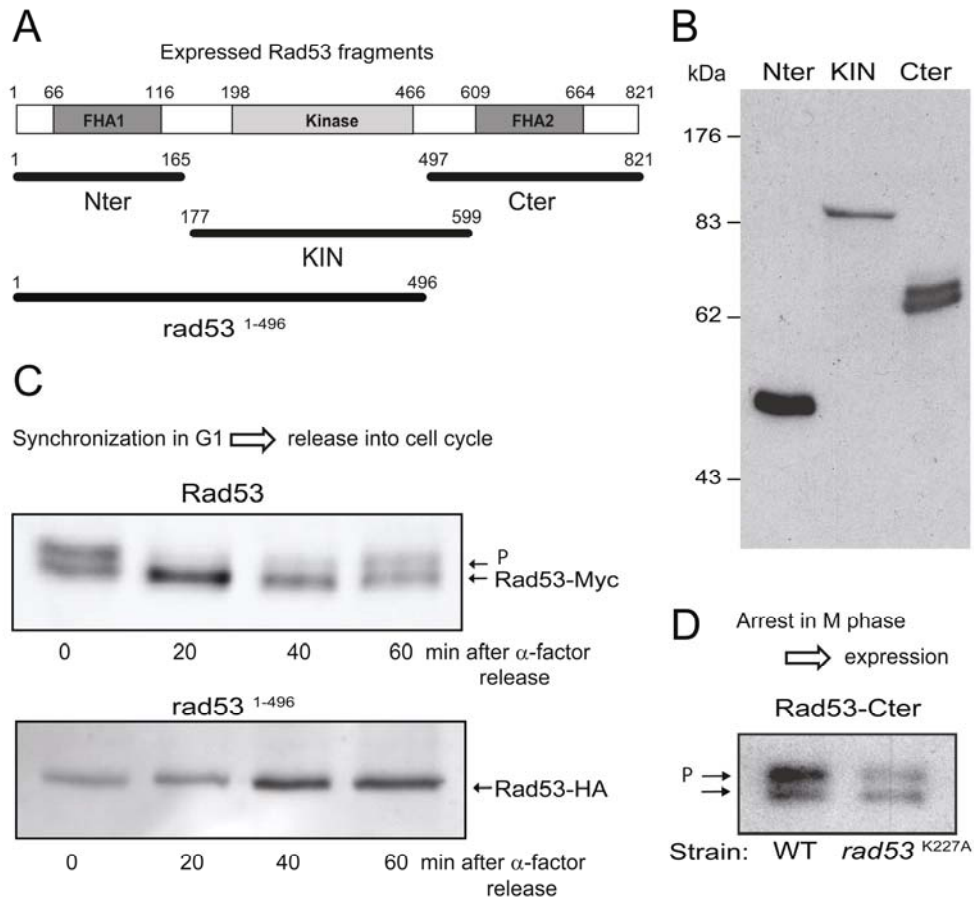 A
Expressed Rad53 fragments
1 66 116 198 466 609 664 821
FHA1 Kinase FHA2
1 165 497 821
Nter Cter
177 599
KIN
1 496
rad53 1-496
B
kDa Nter KIN Cter
176
83
62
43
C
Synchronization in G1 release into cell cycle
Rad53
P
Rad53-Myc
0 20 40 60 min after α-factor
release
rad53 1-496
Rad53-HA
0 20 40 60 min after α-factor
release
D
Arrest in M phase
expression
Rad53-Cter
P
Strain: WT rad53 K227A